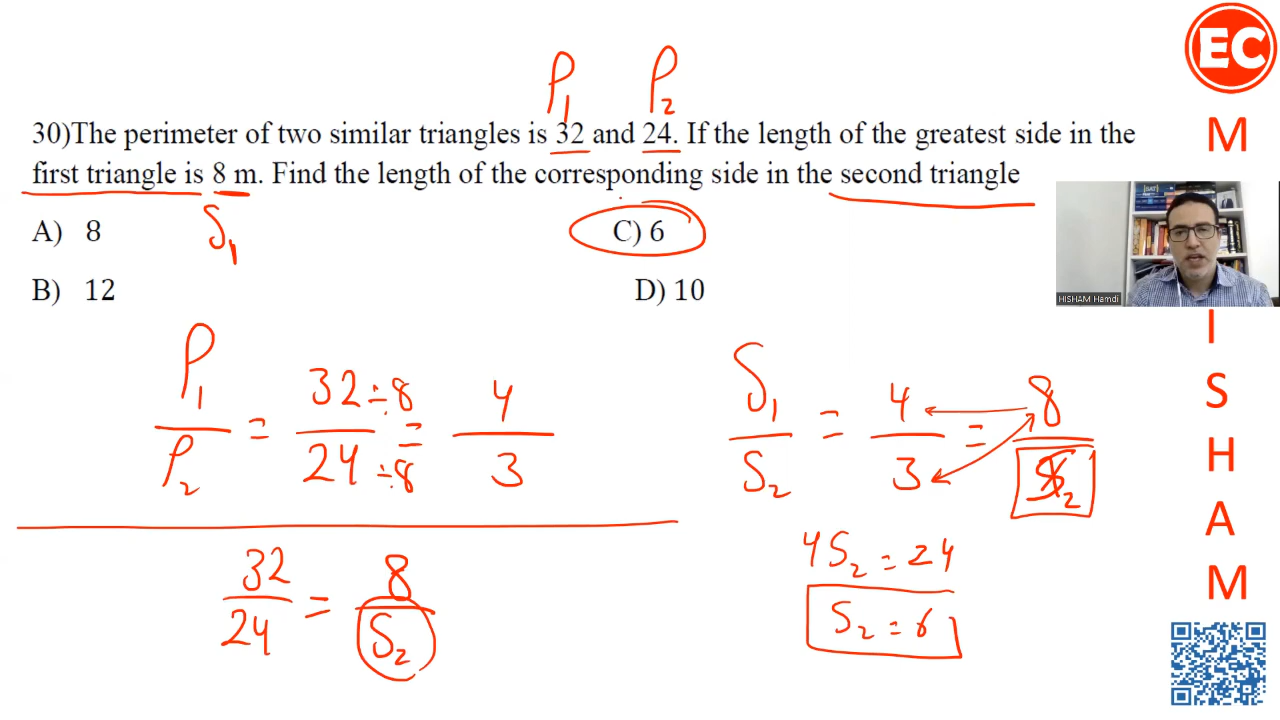 EC
P₁ P₂
30)The perimeter of two similar triangles is 32 and 24. If the length of the greatest side in the
first triangle is 8 m. Find the length of the corresponding side in the second triangle
S₁
A) 8 C) 6
B) 12 D) 10
P₁/P₂ = 32÷8/24÷8 = 4/3
S₁/S₂ = 4/3 = 8/S₂
4S₂ = 24
S₂ = 6
32/24 = 8/S₂
HISHAM Hamdi
M
I
S
H
A
M